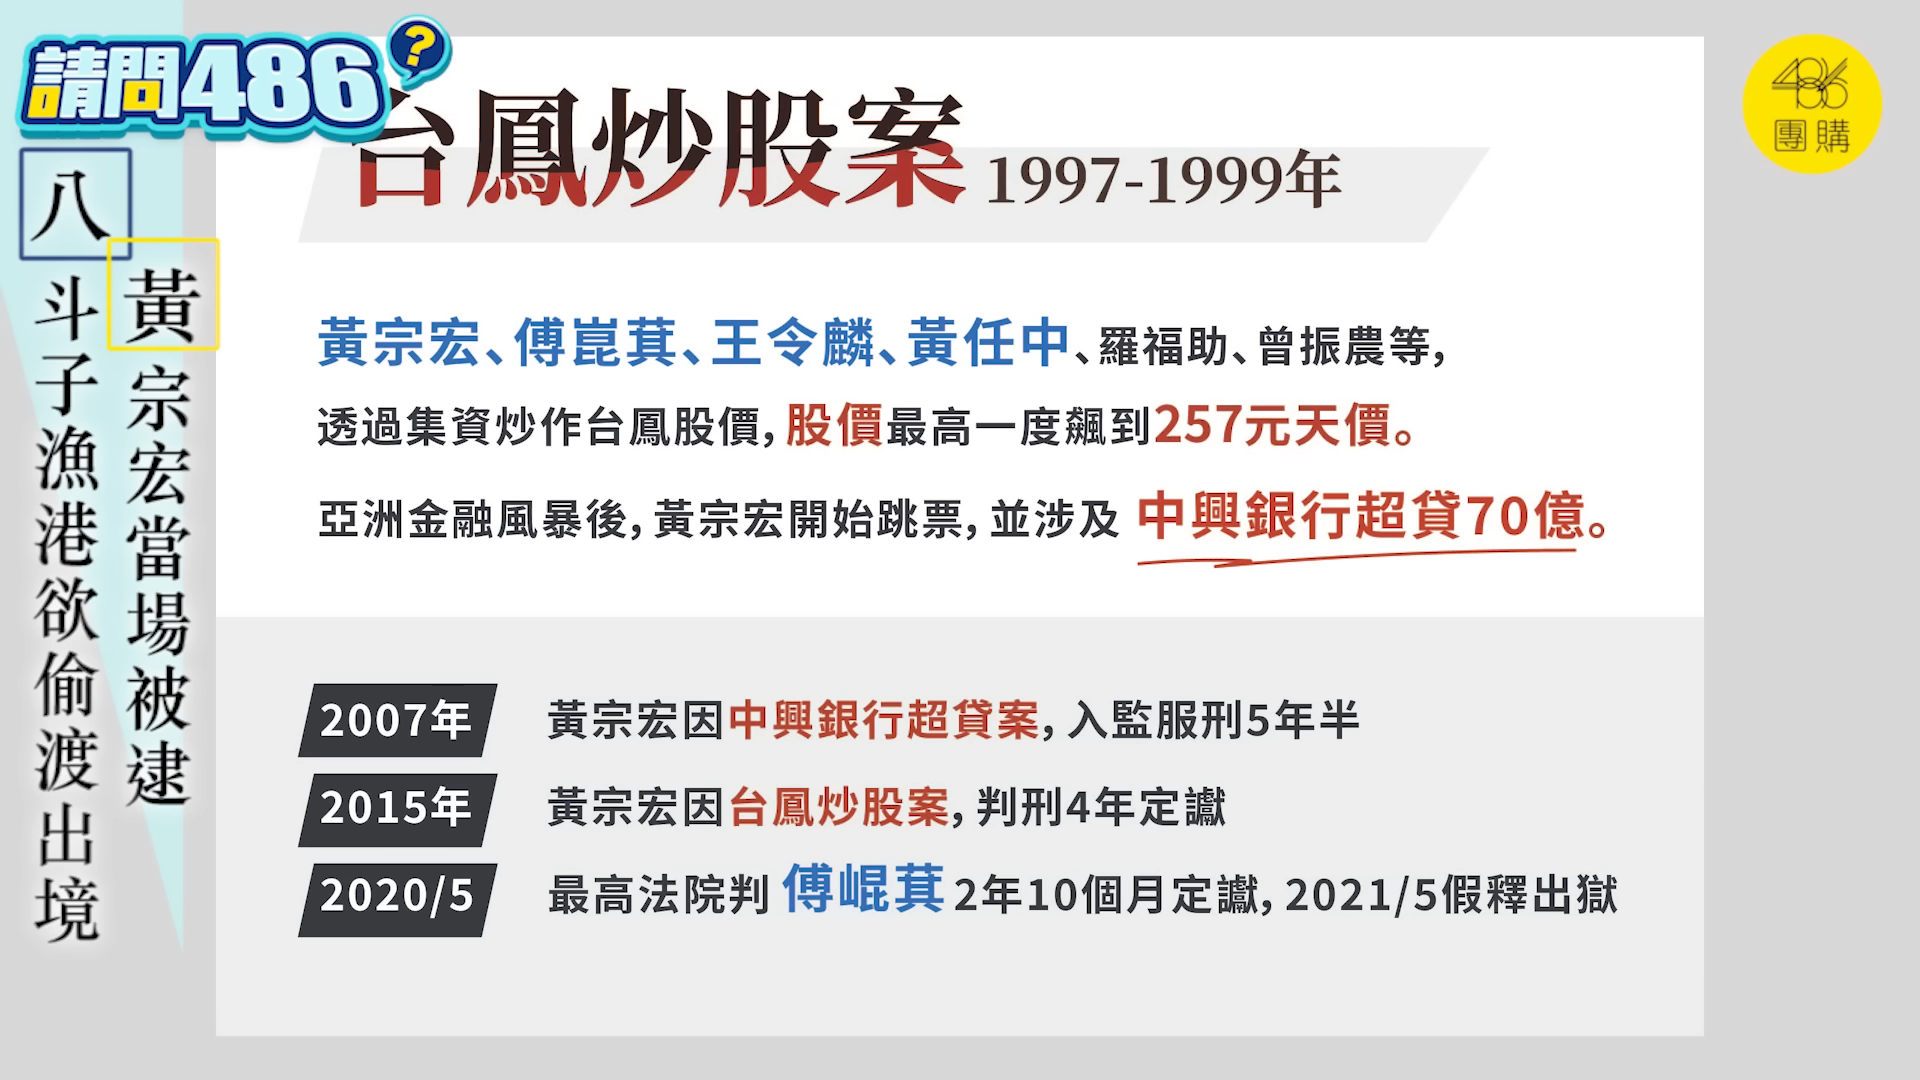 請問486?
486
團購
八斗子漁港欲偷渡出境
黃宗宏當場被逮
台鳳炒股案 1997-1999年
黃宗宏、傅崑萁、王令麟、黃任中、羅福助、曾振農等,
透過集資炒作台鳳股價,股價最高一度飆到257元天價。
亞洲金融風暴後,黃宗宏開始跳票,並涉及 中興銀行超貸70億。
2007年 黃宗宏因中興銀行超貸案,入監服刑5年半
2015年 黃宗宏因台鳳炒股案,判刑4年定讞
2020/5 最高法院判 傅崐萁 2年10個月定讞,2021/5假釋出獄